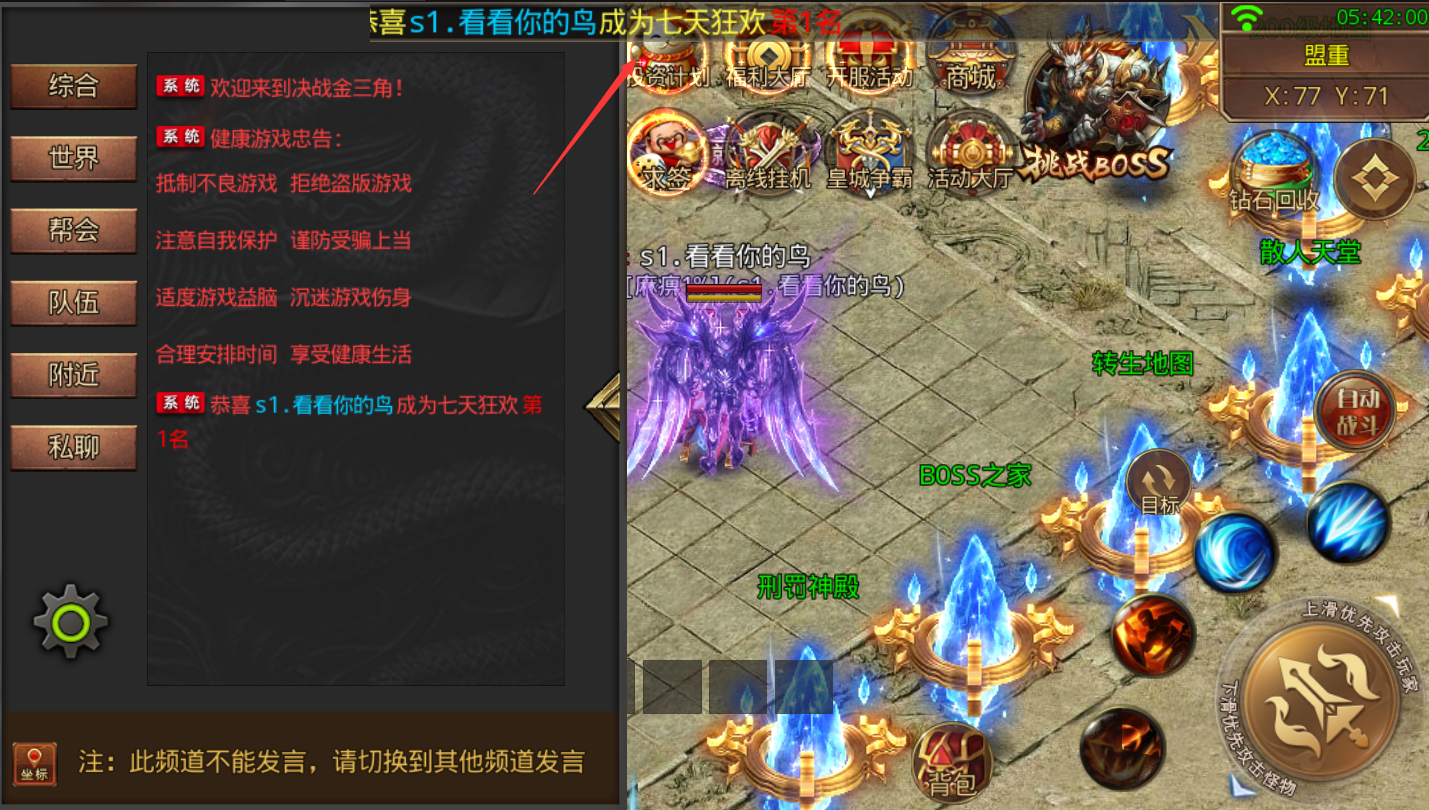 恭喜s1.看看你的鸟成为七天狂欢第1名
综合
世界
帮会
队伍
附近
私聊
系统 欢迎来到决战金三角!
系统 健康游戏忠告:
抵制不良游戏 拒绝盗版游戏
注意自我保护 谨防受骗上当
适度游戏益脑 沉迷游戏伤身
合理安排时间 享受健康生活
系统 恭喜s1.看看你的鸟成为七天狂欢第
1名
坐标
注：此频道不能发言，请切换到其他频道发言
投资计划
福利大厅
开服活动
商城
求签
离线挂机
皇城争霸
活动大厅
挑战BOSS
05:42:00
盟重
X:77 Y:71
钻石回收
散人天堂
s1.看看你的鸟
[麻痹1%](s1.看看你的鸟)
转生地图
自动
战斗
BOSS之家
目标
刑罚神殿
背包
上滑优先攻击玩家
下滑优先攻击怪物